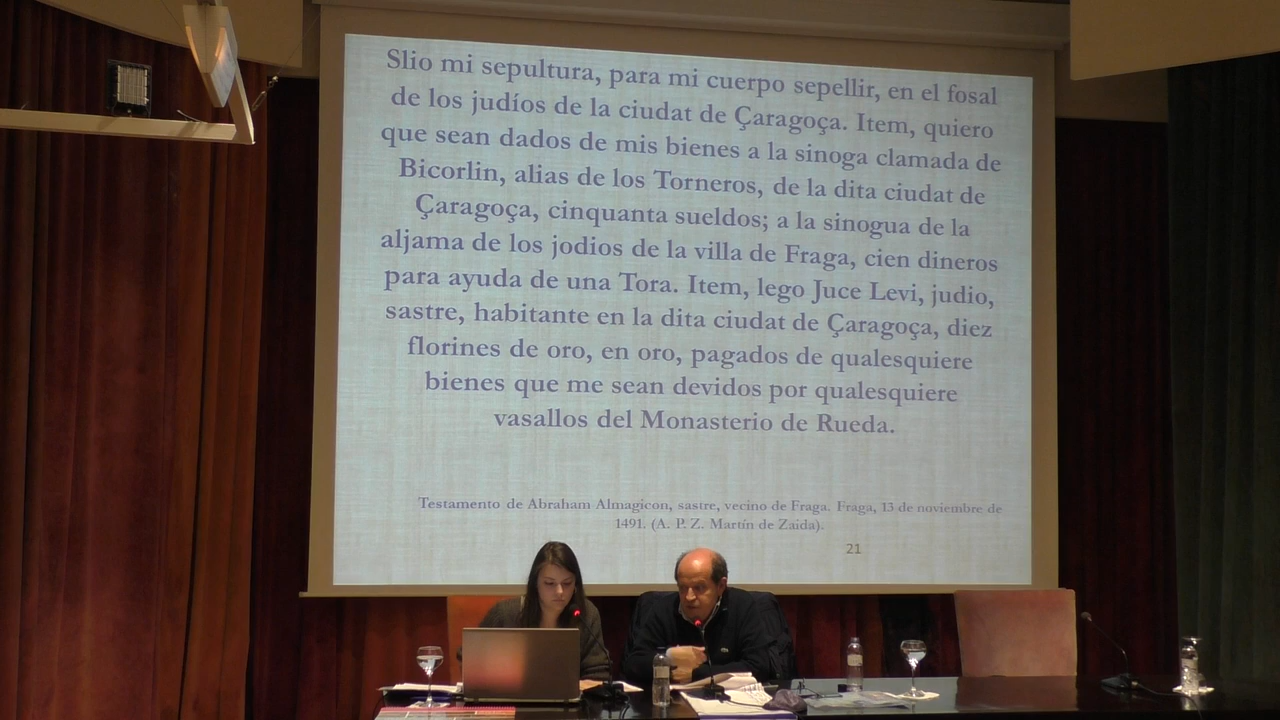 Slio mi sepultura, para mi cuerpo sepellir, en el fosal
de los judíos de la ciudat de Çaragoça. Item, quiero
que sean dados de mis bienes a la sinoga clamada de
Bicorlin, alias de los Torneros, de la dita ciudat de
Çaragoça, cinquanta sueldos; a la sinogua de la
aljama de los jodios de la villa de Fraga, cien dineros
para ayuda de una Tora. Item, lego Juce Levi, judio,
sastre, habitante en la dita ciudat de Çaragoça, diez
florines de oro, en oro, pagados de qualesquiere
bienes que me sean devidos por qualesquiere
vasallos del Monasterio de Rueda.
Testamento de Abraham Almagicon, sastre, vecino de Fraga. Fraga, 13 de noviembre de
1491. (A. P. Z. Martín de Zaida).
21